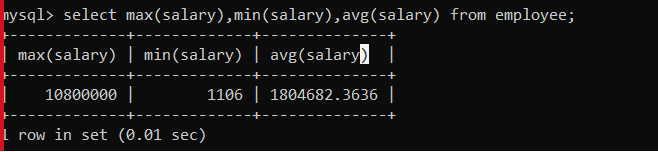 mysql> select max(salary),min(salary),avg(salary) from employee;
+-------------+-------------+--------------+
| max(salary) | min(salary) | avg(salary)  |
+-------------+-------------+--------------+
|    10800000 |        1106 | 1804682.3636 |
+-------------+-------------+--------------+
1 row in set (0.01 sec)